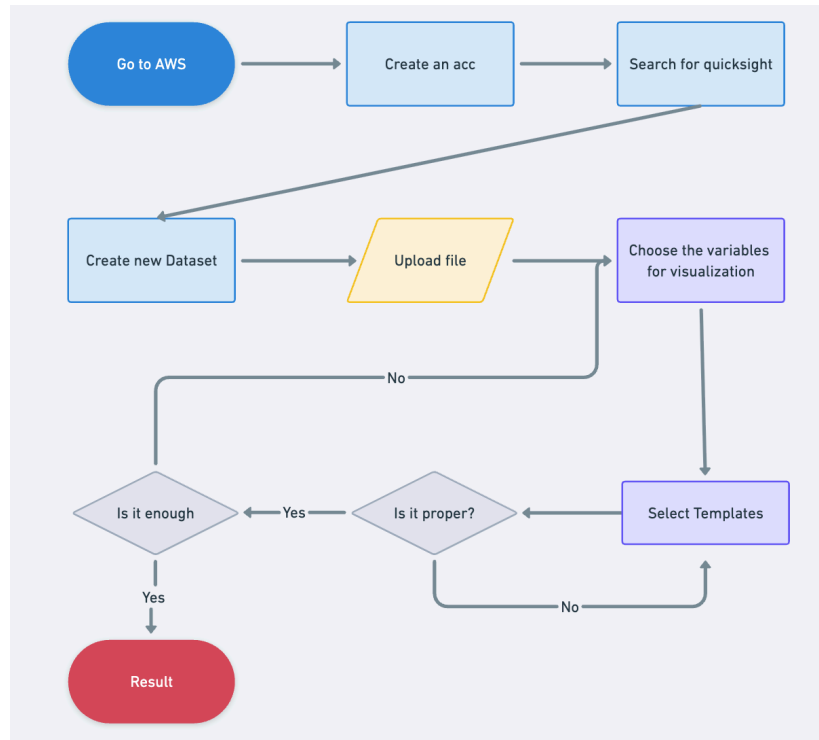 Go to AWS
Create an acc
Search for quicksight
Create new Dataset
Upload file
Choose the variables
for visualization
No
Is it enough
Yes
Is it proper?
Select Templates
Yes
No
Result